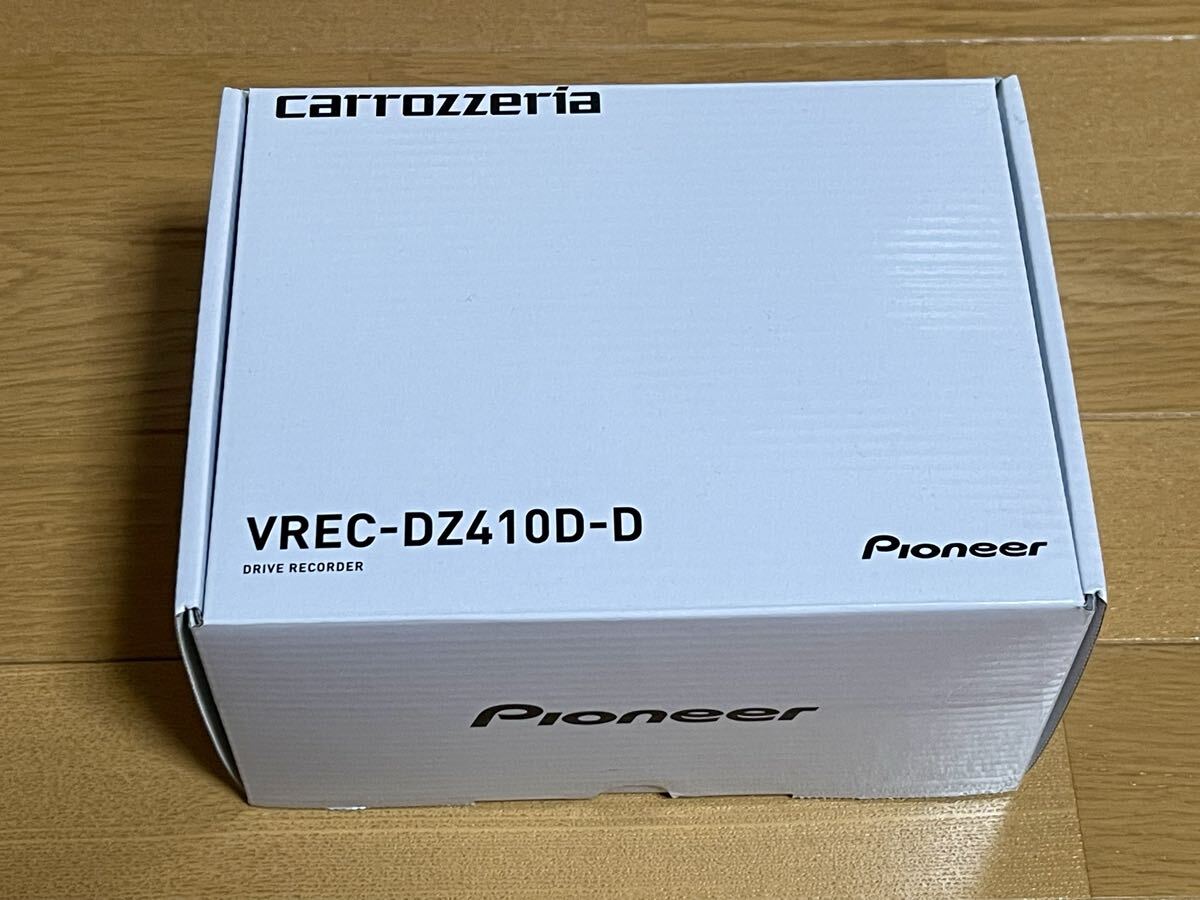 carrozzeria
VREC-DZ410D-D
DRIVE RECORDER
Pioneer
Pioneer